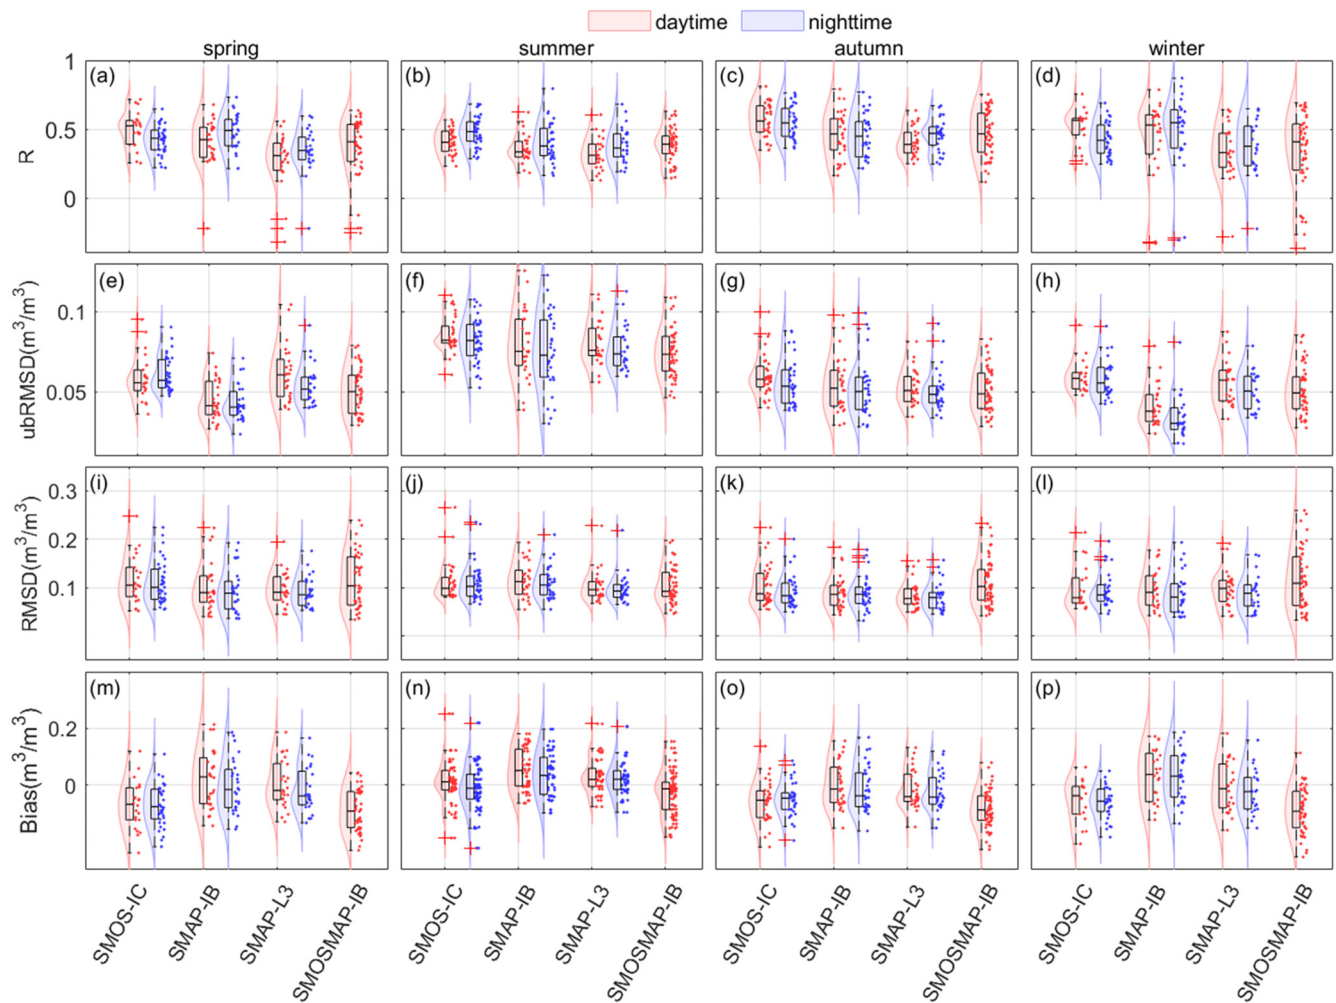 daytime nighttime
spring summer autumn winter
1 (a) (b) (c) (d)
0.5
R
0
(e) (f) (g) (h)
0.1
ubRMSD(m³/m³)
0.05
(i) (j) (k) (l)
0.3
0.2
RMSD(m³/m³)
0.1
(m) (n) (o) (p)
0.2
Bias(m³/m³)
0
SMOS-IC SMAP-IB SMAP-L3 SMOSMAP-IB SMOS-IC SMAP-IB SMAP-L3 SMOSMAP-IB SMOS-IC SMAP-IB SMAP-L3 SMOSMAP-IB SMOS-IC SMAP-IB SMAP-L3 SMOSMAP-IB